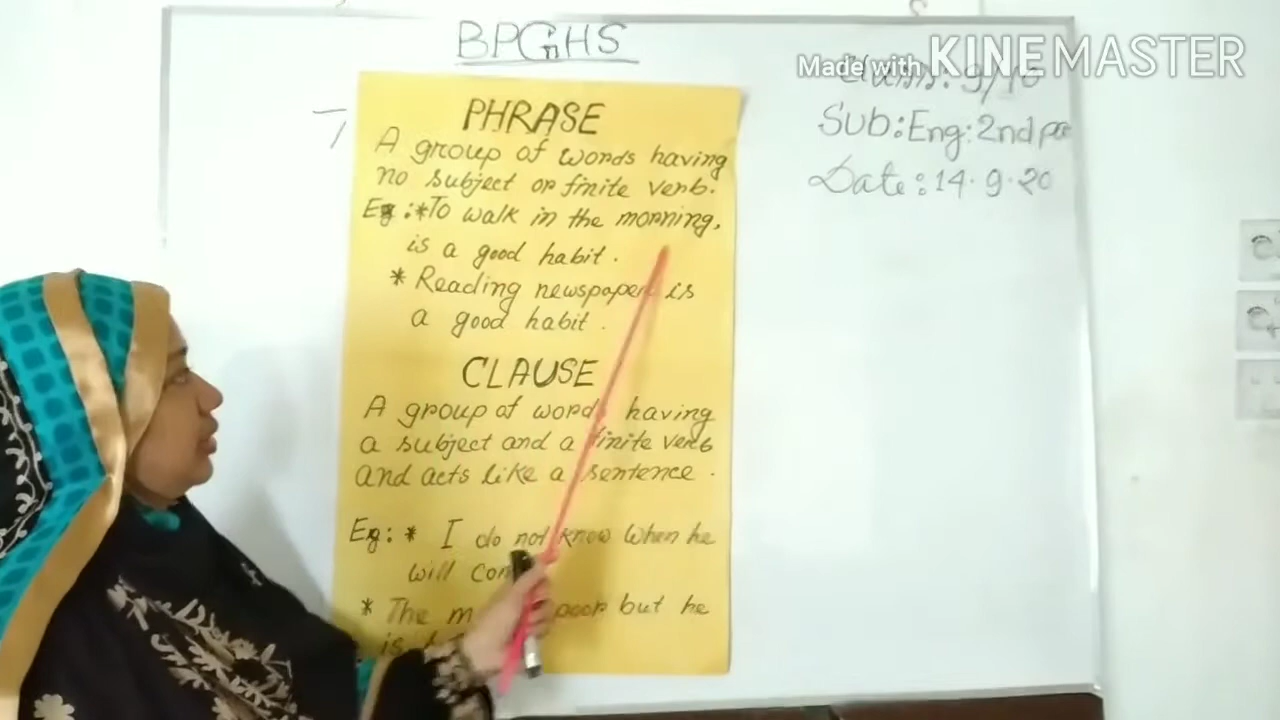 BPGHS
Made with KINEMASTER
Class: 9/10
Sub: Eng: 2nd
Date: 14.9.20
PHRASE
A group of words having
no subject or finite verb.
Eg: * To walk in the morning,
is a good habit.
* Reading newspaper is
a good habit.
CLAUSE
A group of words having
a subject and a finite verb
and acts like a sentence.
Eg: * I do not know when he
will
* The poor but he
is